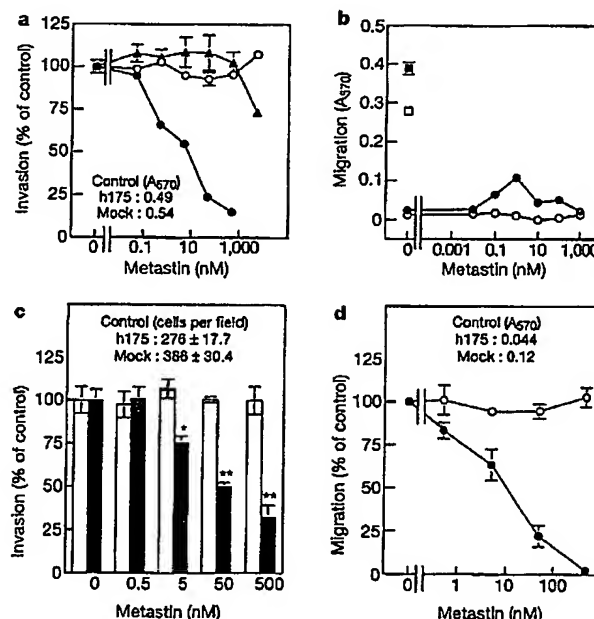 a
125
100
75
50
25
0
Invasion (% of control)
Control (A570)
h175 : 0.49
Mock : 0.54
0 0.1 10 1,000
Metastin (nM)
b
0.5
0.4
0.3
0.2
0.1
0.05
0
Migration (A570)
0 0.001 0.1 10 1,000
Metastin (nM)
c
Control (cells per field)
h175 : 276 ± 17.7
Mock : 386 ± 30.4
125
100
75
50
25
0
Invasion (% of control)
* ** **
0 0.5 5 50 500
Metastin (nM)
d
Control (A570)
h175 : 0.044
Mock : 0.12
125
100
75
50
25
0
Migration (% of control)
0 1 10 100
Metastin (nM)